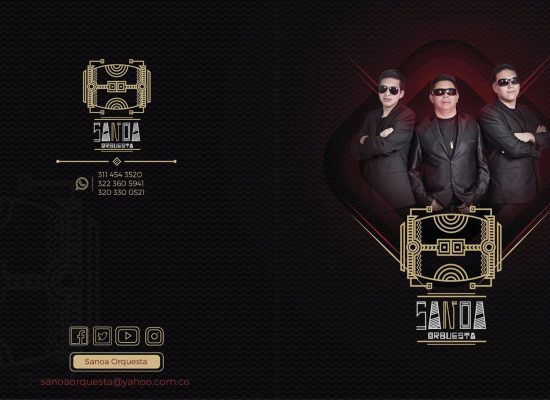 SANOA
ORQUESTA
311 454 3520
322 360 5941
320 330 0521
Sanoa Orquesta
sanoaorquesta@yahoo.com.co
SANOA
ORQUESTA